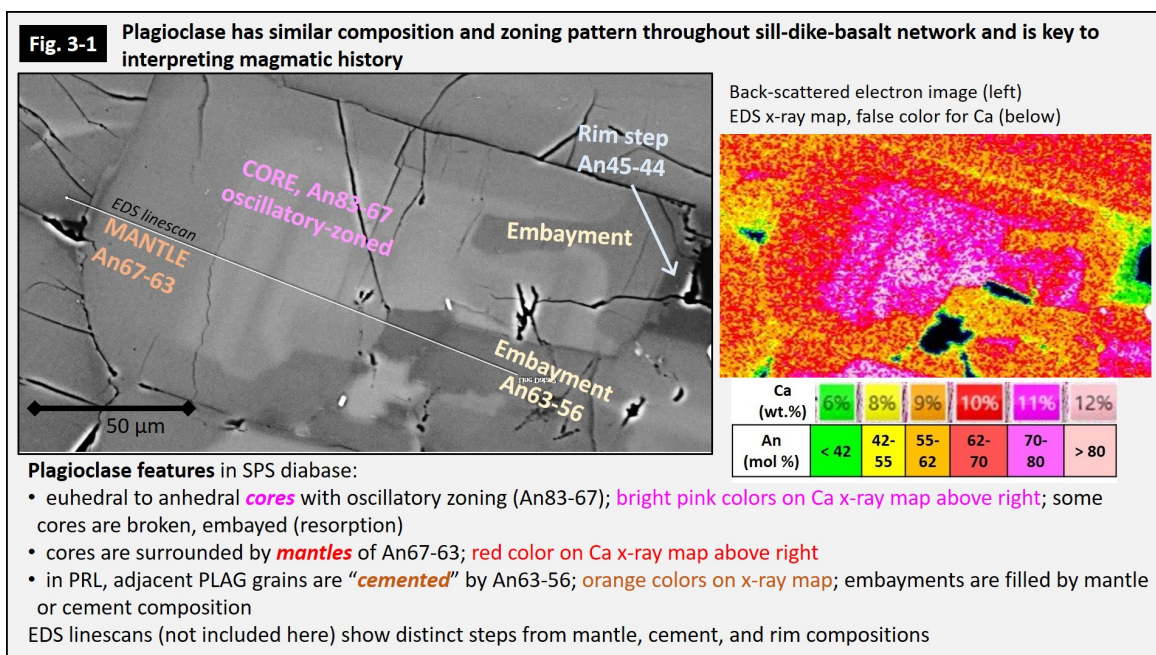 Fig. 3-1
Plagioclase has similar composition and zoning pattern throughout sill-dike-basalt network and is key to
interpreting magmatic history
Back-scattered electron image (left)
EDS x-ray map, false color for Ca (below)
Rim step
An45-44
CORE, An83-67
oscillatory-zoned
EDS linescan
MANTLE
An67-63
Embayment
Embayment
An63-56
50 µm
Ca (wt.%) 6% 8% 9% 10% 11% 12%
An (mol %) < 42 42-55 55-62 62-70 70-80 > 80
Plagioclase features in SPS diabase:
• euhedral to anhedral cores with oscillatory zoning (An83-67); bright pink colors on Ca x-ray map above right; some
cores are broken, embayed (resorption)
• cores are surrounded by mantles of An67-63; red color on Ca x-ray map above right
• in PRL, adjacent PLAG grains are “cemented” by An63-56; orange colors on x-ray map; embayments are filled by mantle
or cement composition
EDS linescans (not included here) show distinct steps from mantle, cement, and rim compositions